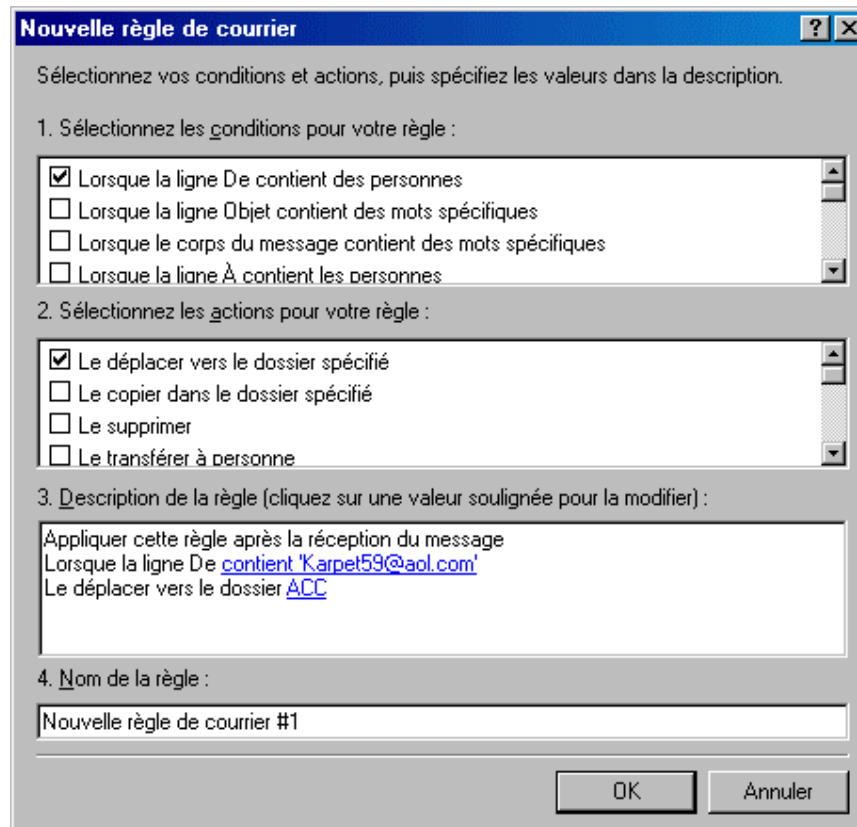 Nouvelle règle de courrier
Sélectionnez vos conditions et actions, puis spécifiez les valeurs dans la description.
1. Sélectionnez les conditions pour votre règle :
Lorsque la ligne De contient des personnes
Lorsque la ligne Objet contient des mots spécifiques
Lorsque le corps du message contient des mots spécifiques
Lorsque la ligne À contient les personnes
2. Sélectionnez les actions pour votre règle :
Le déplacer vers le dossier spécifié
Le copier dans le dossier spécifié
Le supprimer
Le transférer à personne
3. Description de la règle (cliquez sur une valeur soulignée pour la modifier) :
Appliquer cette règle après la réception du message
Lorsque la ligne De contient 'Karpet59@aol.com'
Le déplacer vers le dossier ACC
4. Nom de la règle :
Nouvelle règle de courrier #1
OK Annuler